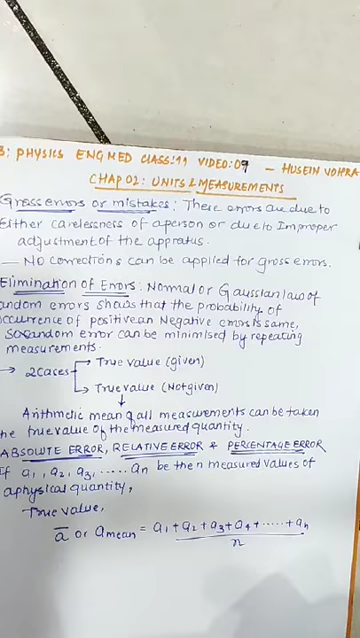 B: PHYSICS ENGMED CLASS:11 VIDEO:09 - HUSEIN VOHRA
CHAP 02: UNITS & MEASUREMENTS
Gross errors or mistakes: These errors are due to
Either carelessness of a person or due to Improper
adjustment of the appratus.
— NO corrections can be applied for gross errors.
Elimination of Errors: Normal or Gaussian law of
andom errors shows that the probability of
ccurrence of positive an Negative error is same,
So random error can be minimised by repeating
measurements.
→ 2 Cases → True value (given)
→ True value (Not given)
↓
Arithmetic mean of all measurements can be taken
he true value of the measured quantity.
ABSOLUTE ERROR, RELATIVE ERROR & PERCENTAGE ERROR
If a1, a2, a3, ..... an be the n measured values of
a physical quantity,
True value,
ā or amean = a1 + a2 + a3 + a4 + ..... + an
n